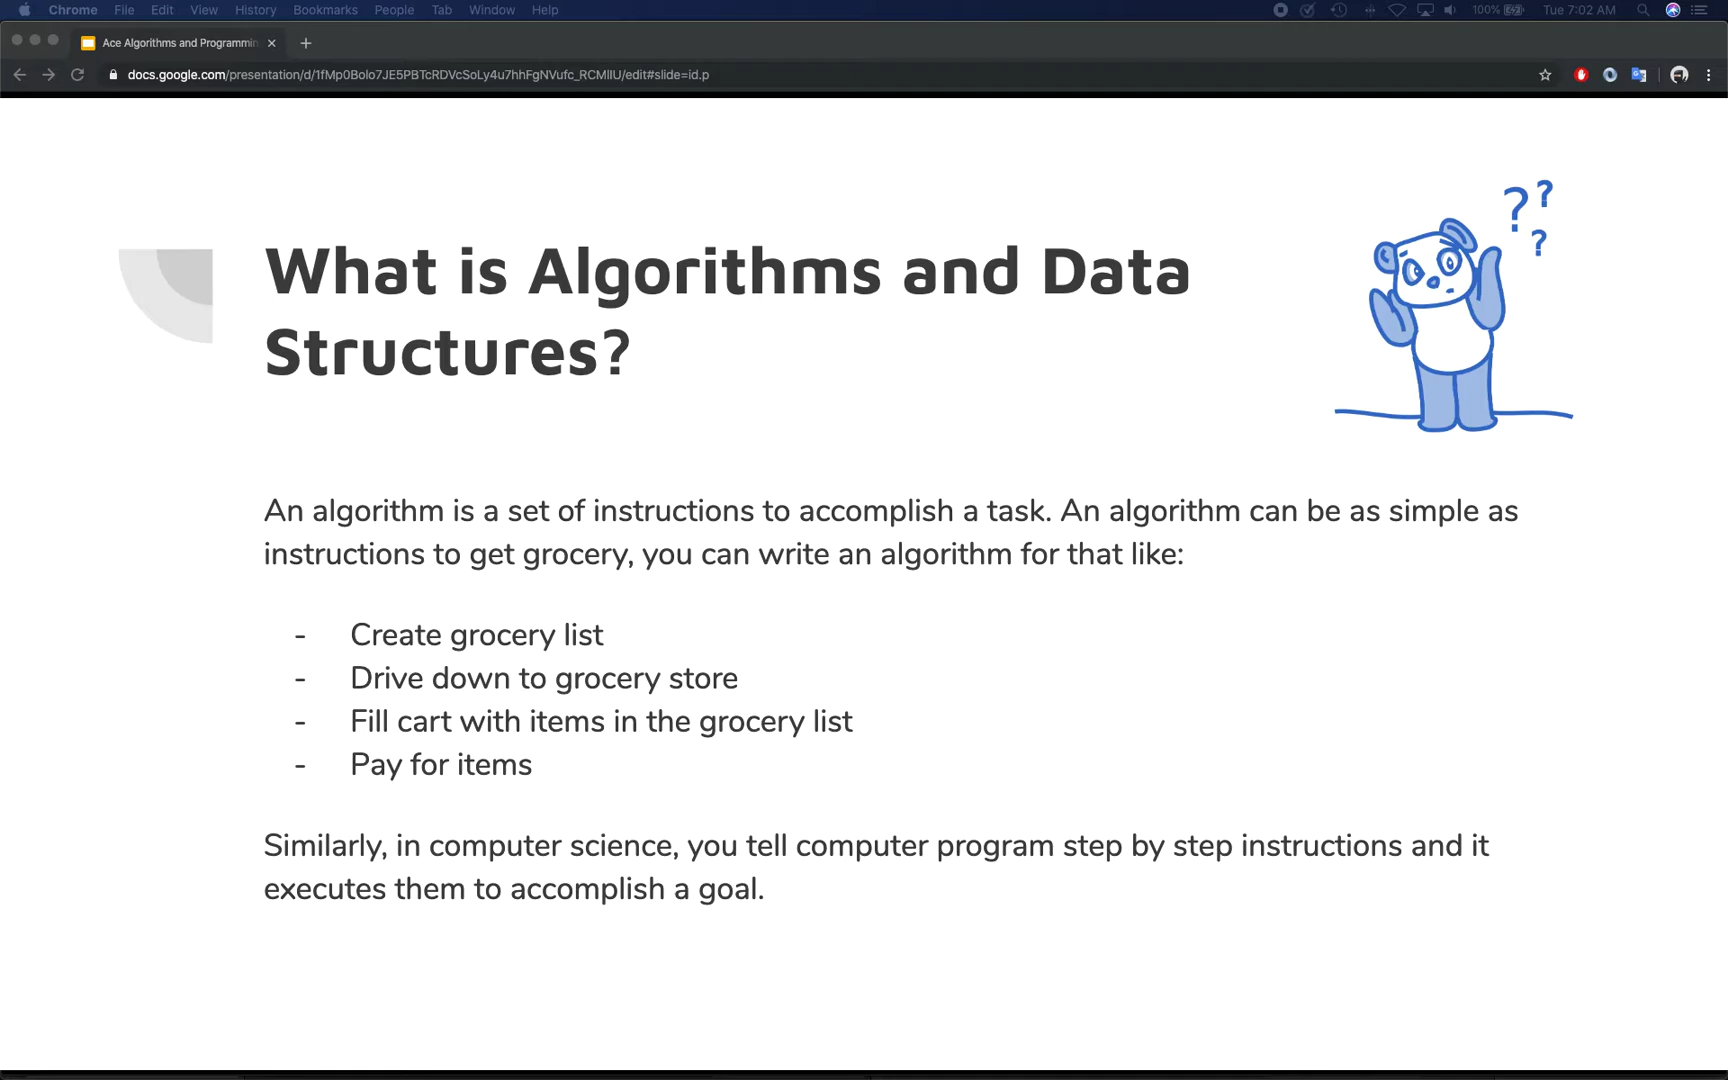 Chrome File Edit View History Bookmarks People Tab Window Help 100% Tue 7:02 AM
Ace Algorithms and Programmin
docs.google.com/presentation/d/1fMp0Bolo7JE5PBTcRDVcSoLy4u7hhFgNVufc_RCMlIU/edit#slide=id.p
? ?
?
What is Algorithms and Data
Structures?
An algorithm is a set of instructions to accomplish a task. An algorithm can be as simple as
instructions to get grocery, you can write an algorithm for that like:
- Create grocery list
- Drive down to grocery store
- Fill cart with items in the grocery list
- Pay for items
Similarly, in computer science, you tell computer program step by step instructions and it
executes them to accomplish a goal.